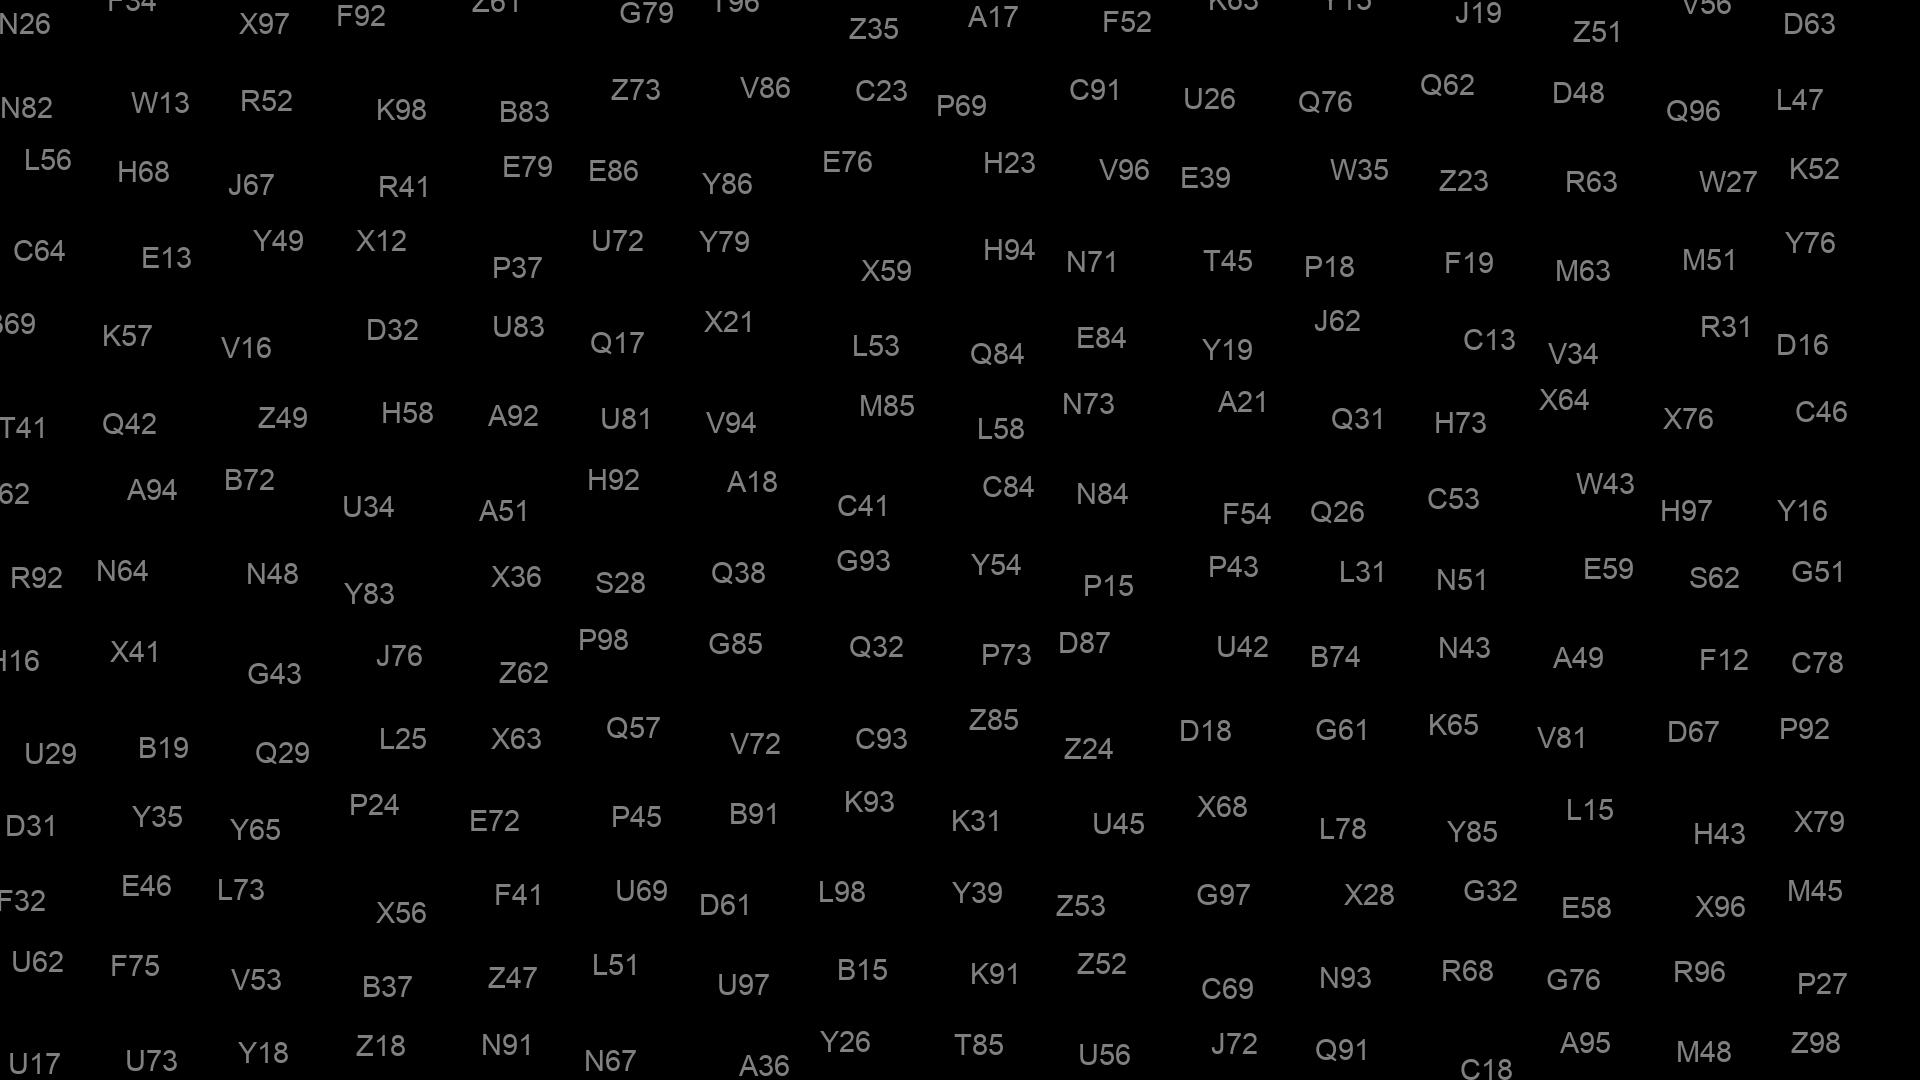 N26 F34 X97 F92 Z61 G79 T96 Z35 A17 F52 K63 Y15 J19 Z51 V56 D63
N82 W13 R52 K98 B83 Z73 V86 C23 P69 C91 U26 Q76 Q62 D48 Q96 L47
L56 H68 J67 R41 E79 E86 Y86 E76 H23 V96 E39 W35 Z23 R63 W27 K52
C64 E13 Y49 X12 P37 U72 Y79 X59 H94 N71 T45 P18 F19 M63 M51 Y76
69 K57 V16 D32 U83 Q17 X21 L53 Q84 E84 Y19 J62 C13 V34 R31 D16
T41 Q42 Z49 H58 A92 U81 V94 M85 L58 N73 A21 Q31 H73 X64 X76 C46
62 A94 B72 U34 A51 H92 A18 C41 C84 N84 F54 Q26 C53 W43 H97 Y16
R92 N64 N48 Y83 X36 S28 Q38 G93 Y54 P15 P43 L31 N51 E59 S62 G51
H16 X41 G43 J76 Z62 P98 G85 Q32 P73 D87 U42 B74 N43 A49 F12 C78
U29 B19 Q29 L25 X63 Q57 V72 C93 Z85 Z24 D18 G61 K65 V81 D67 P92
D31 Y35 Y65 P24 E72 P45 B91 K93 K31 U45 X68 L78 Y85 L15 H43 X79
F32 E46 L73 X56 F41 U69 D61 L98 Y39 Z53 G97 X28 G32 E58 X96 M45
U62 F75 V53 B37 Z47 L51 U97 B15 K91 Z52 C69 N93 R68 G76 R96 P27
U17 U73 Y18 Z18 N91 N67 A36 Y26 T85 U56 J72 Q91 C18 A95 M48 Z98